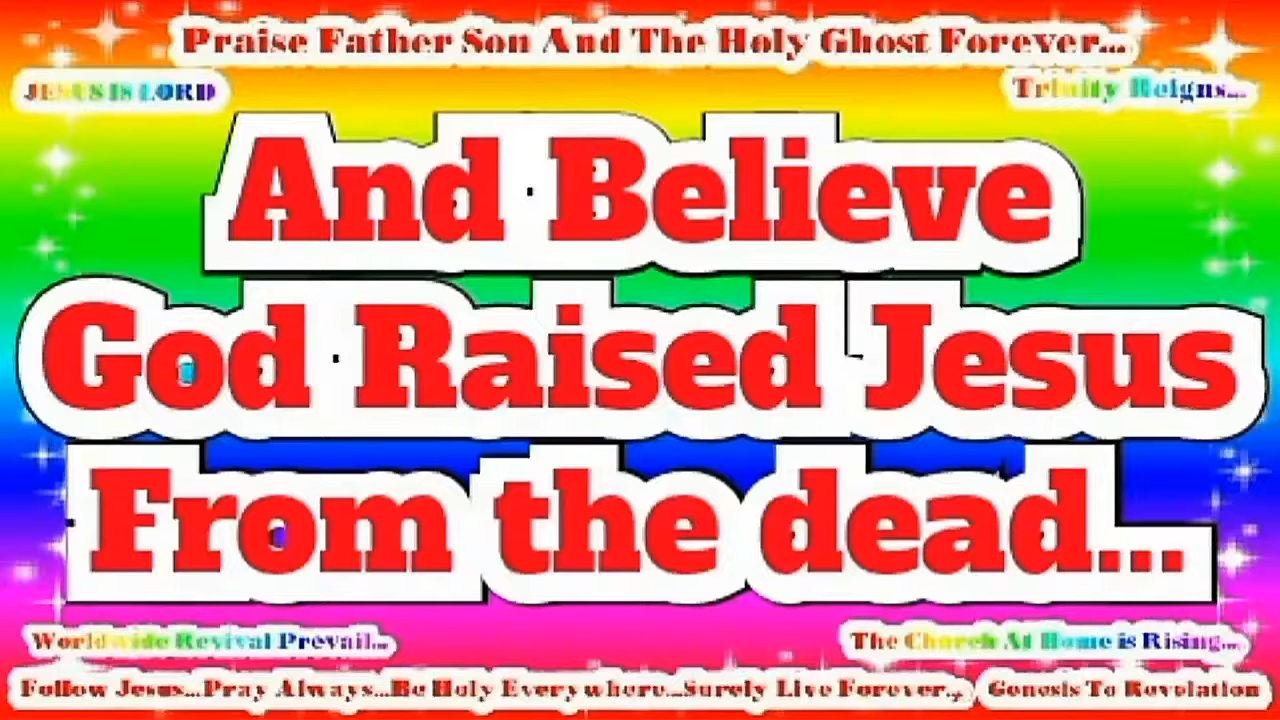 Praise Father Son And The Holy Ghost Forever...
JESUS IS LORD
Trinity Reigns...
And Believe
God Raised Jesus
From the dead...
Worldwide Revival Prevail...
The Church At Home is Rising...
Follow Jesus...Pray Always...Be Holy Everywhere...Surely Live Forever...
Genesis To Revelation